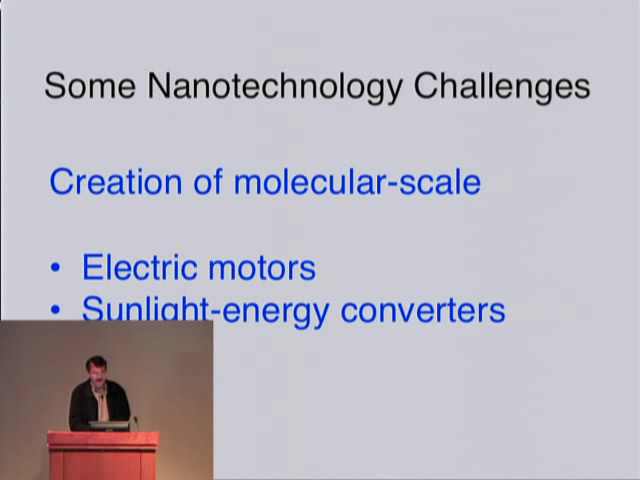 Some Nanotechnology Challenges
Creation of molecular-scale
• Electric motors
• Sunlight-energy converters